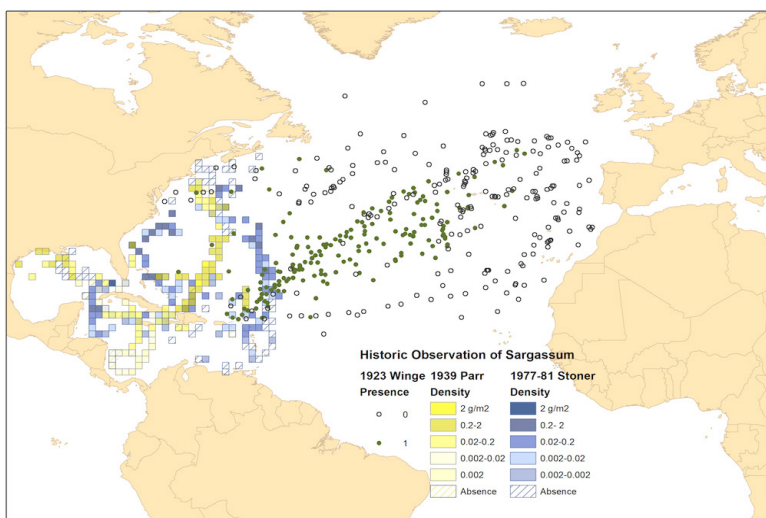 Historic Observation of Sargassum
1923 Winge 1939 Parr 1977-81 Stoner
Presence Density Density
0 2 g/m2 2 g/m2
0.2-2 0.2- 2
1 0.02-0.2 0.02-0.2
0.002-0.02 0.002-0.02
0.002 0.002-0.002
Absence Absence